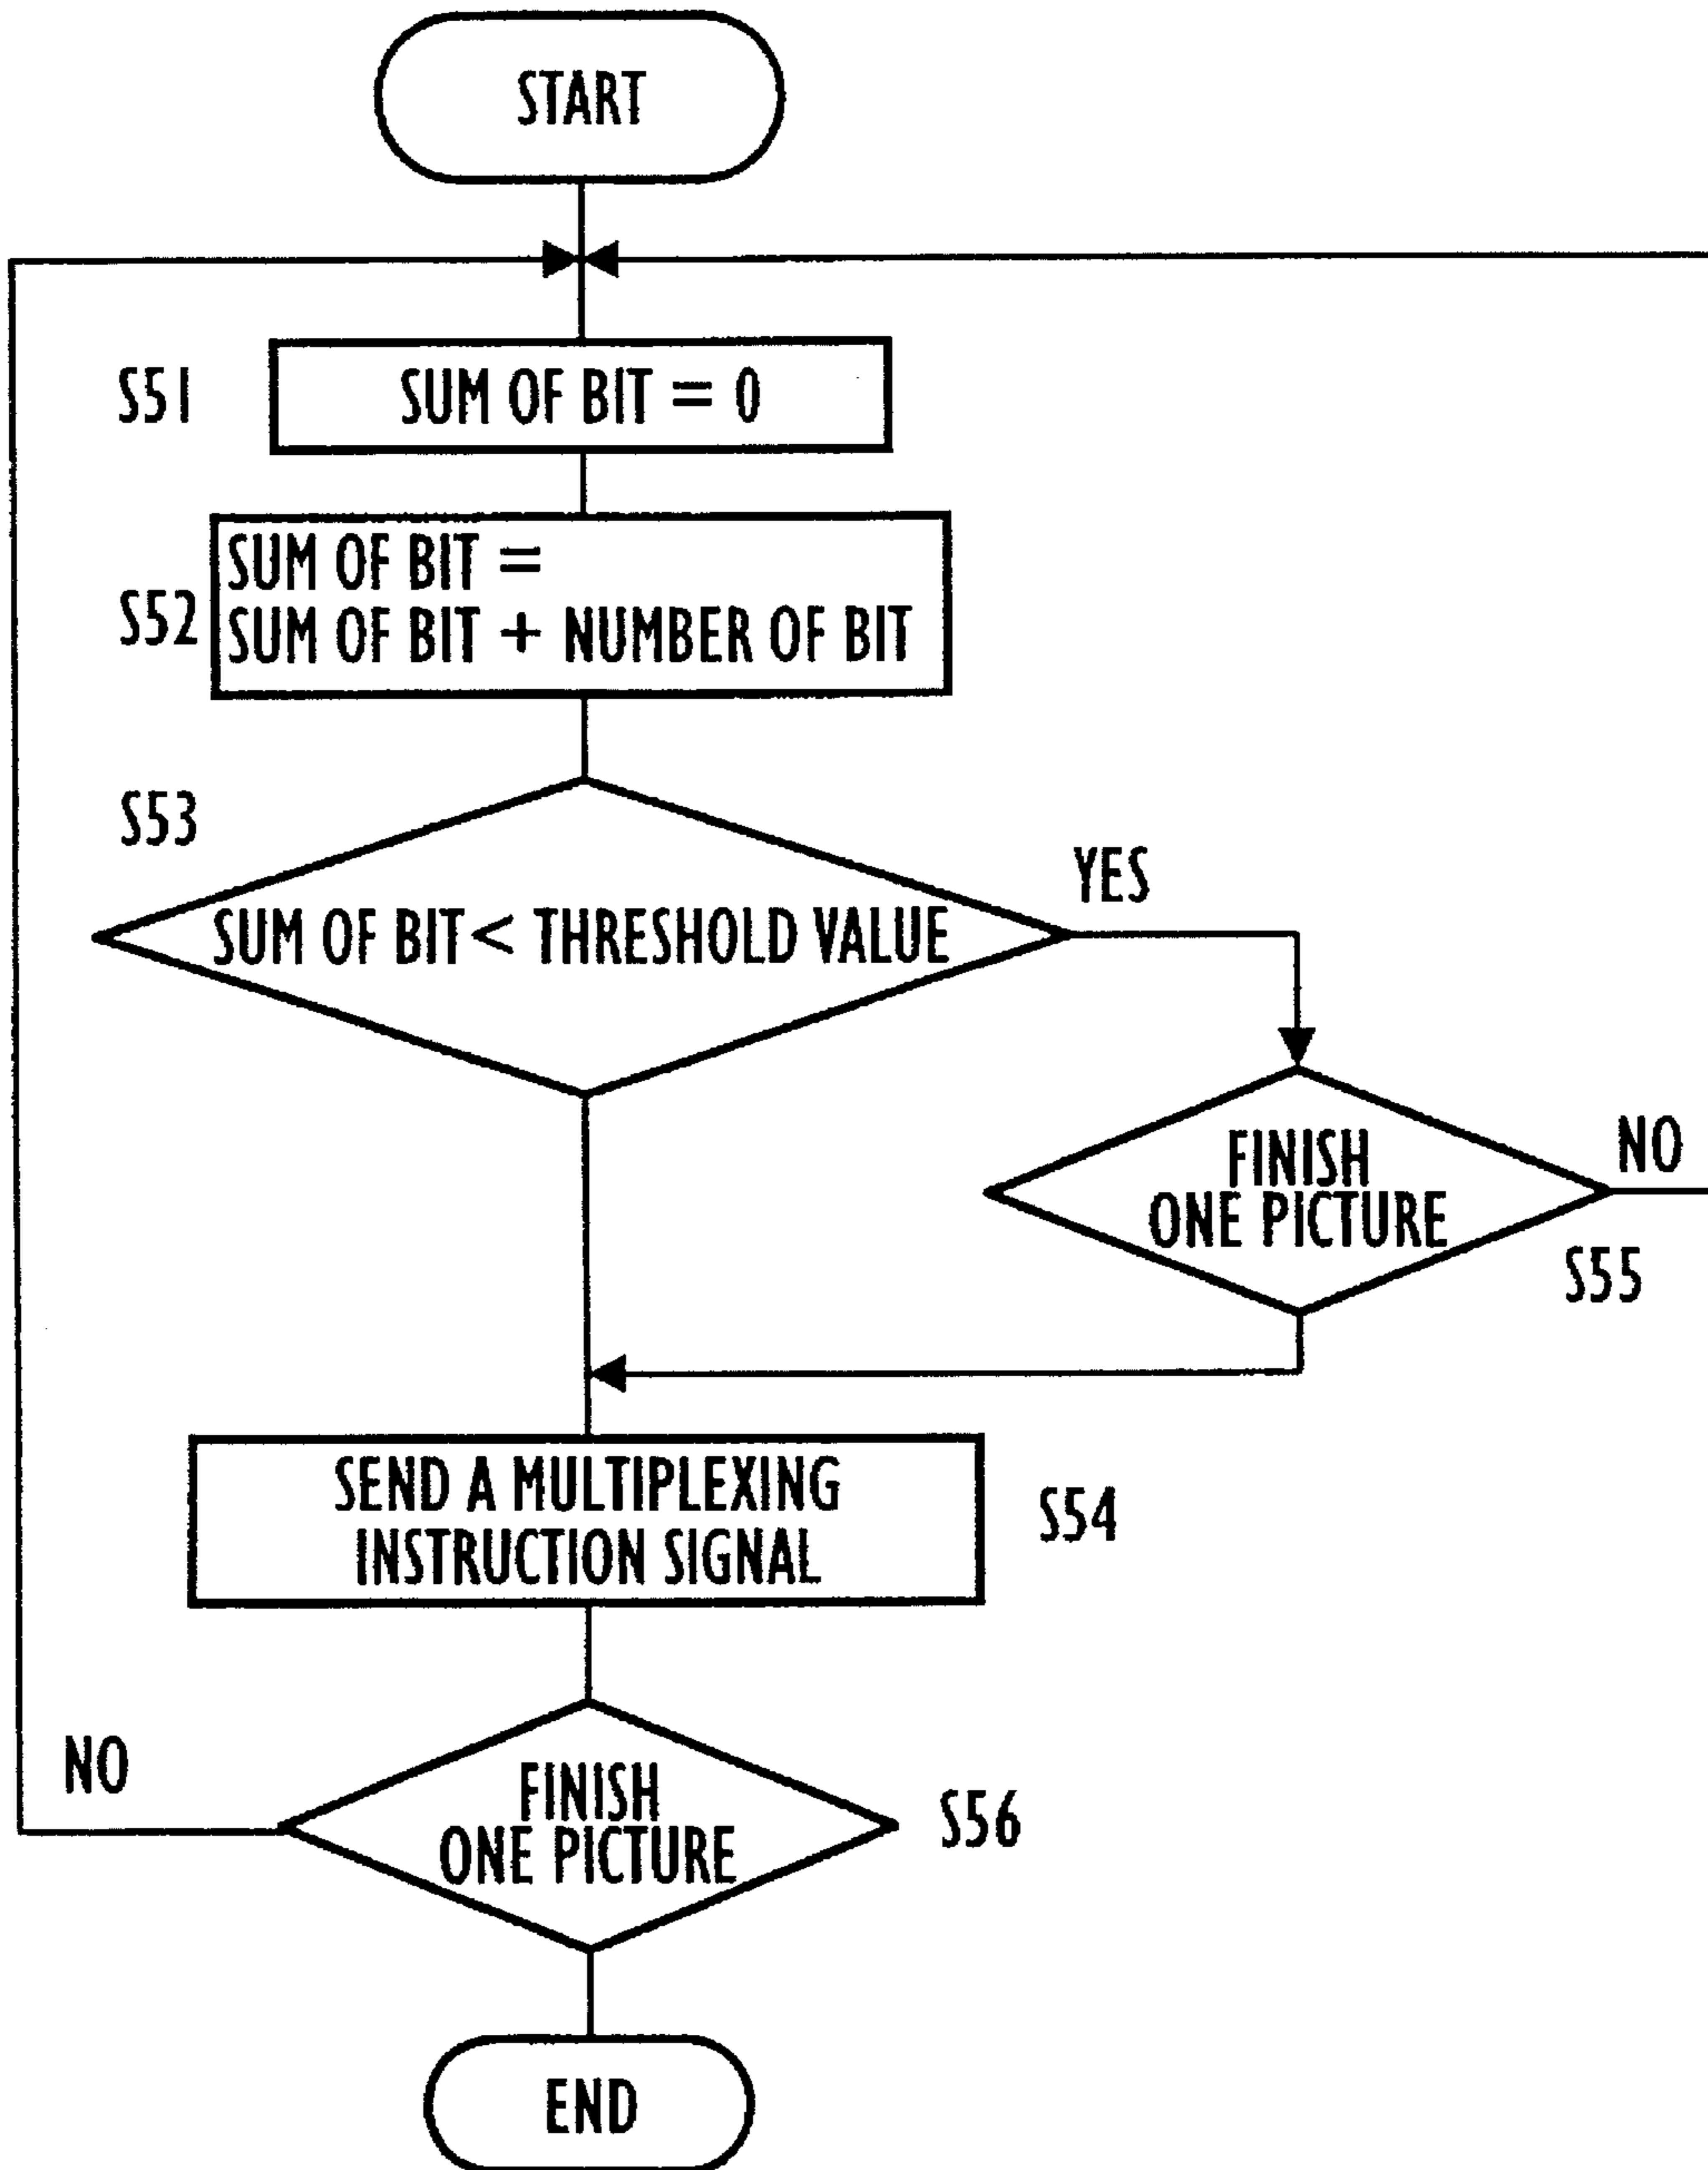 START
S51
SUM OF BIT = 0
S52
SUM OF BIT =
SUM OF BIT + NUMBER OF BIT
S53
YES
SUM OF BIT < THRESHOLD VALUE
FINISH
ONE PICTURE
NO
S55
SEND A MULTIPLEXING
INSTRUCTION SIGNAL
S54
NO
FINISH
ONE PICTURE
S56
END